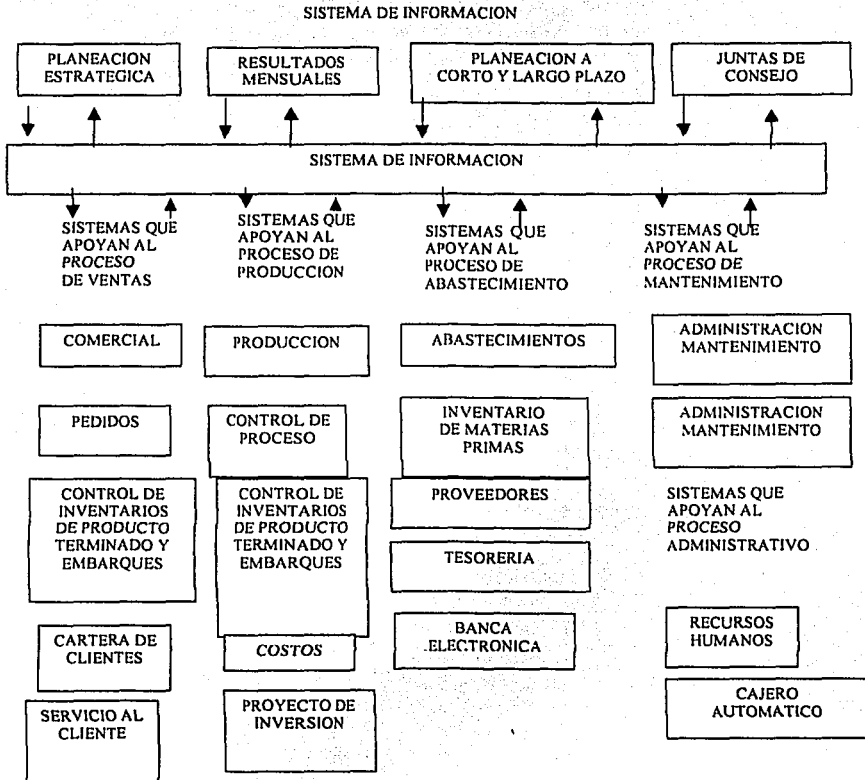 SISTEMA DE INFORMACION
PLANEACION
ESTRATEGICA
RESULTADOS
MENSUALES
PLANEACION A
CORTO Y LARGO PLAZO
JUNTAS DE
CONSEJO
SISTEMA DE INFORMACION
SISTEMAS QUE
APOYAN AL
PROCESO
DE VENTAS
SISTEMAS QUE
APOYAN AL
PROCESO DE
PRODUCCION
SISTEMAS QUE
APOYAN AL
PROCESO DE
ABASTECIMIENTO
SISTEMAS QUE
APOYAN AL
PROCESO DE
MANTENIMIENTO
COMERCIAL
PEDIDOS
CONTROL DE
INVENTARIOS
DE PRODUCTO
TERMINADO Y
EMBARQUES
CARTERA DE
CLIENTES
SERVICIO AL
CLIENTE
PRODUCCION
CONTROL DE
PROCESO
CONTROL DE
INVENTARIOS
DE PRODUCTO
TERMINADO Y
EMBARQUES
COSTOS
PROYECTO DE
INVERSION
ABASTECIMIENTOS
INVENTARIO
DE MATERIAS
PRIMAS
PROVEEDORES
TESORERIA
BANCA
ELECTRONICA
ADMINISTRACION
MANTENIMIENTO
ADMINISTRACION
MANTENIMIENTO
SISTEMAS QUE
APOYAN AL
PROCESO
ADMINISTRATIVO
RECURSOS
HUMANOS
CAJERO
AUTOMATICO